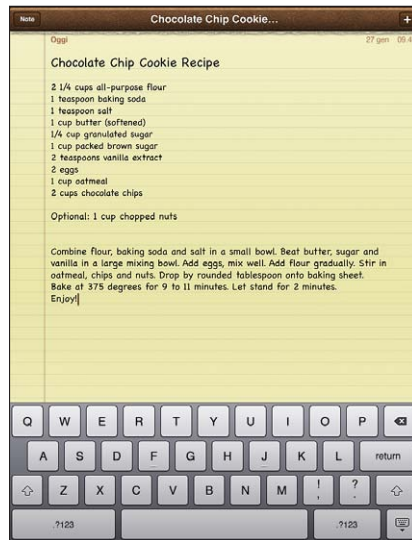 Note
Chocolate Chip Cookie...
+
Oggi
27 gen 09.4
Chocolate Chip Cookie Recipe
2 1/4 cups all-purpose flour
1 teaspoon baking soda
1 teaspoon salt
1 cup butter (softened)
1/4 cup granulated sugar
1 cup packed brown sugar
2 teaspoons vanilla extract
2 eggs
1 cup oatmeal
2 cups chocolate chips
Optional: 1 cup chopped nuts
Combine flour, baking soda and salt in a small bowl. Beat butter, sugar and
vanilla in a large mixing bowl. Add eggs, mix well. Add flour gradually. Stir in
oatmeal, chips and nuts. Drop by rounded tablespoon onto baking sheet.
Bake at 375 degrees for 9 to 11 minutes. Let stand for 2 minutes.
Enjoy!
Q W E R T Y U I O P
A S D F G H J K L return
Z X C V B N M ! , ? .
.?123 .?123